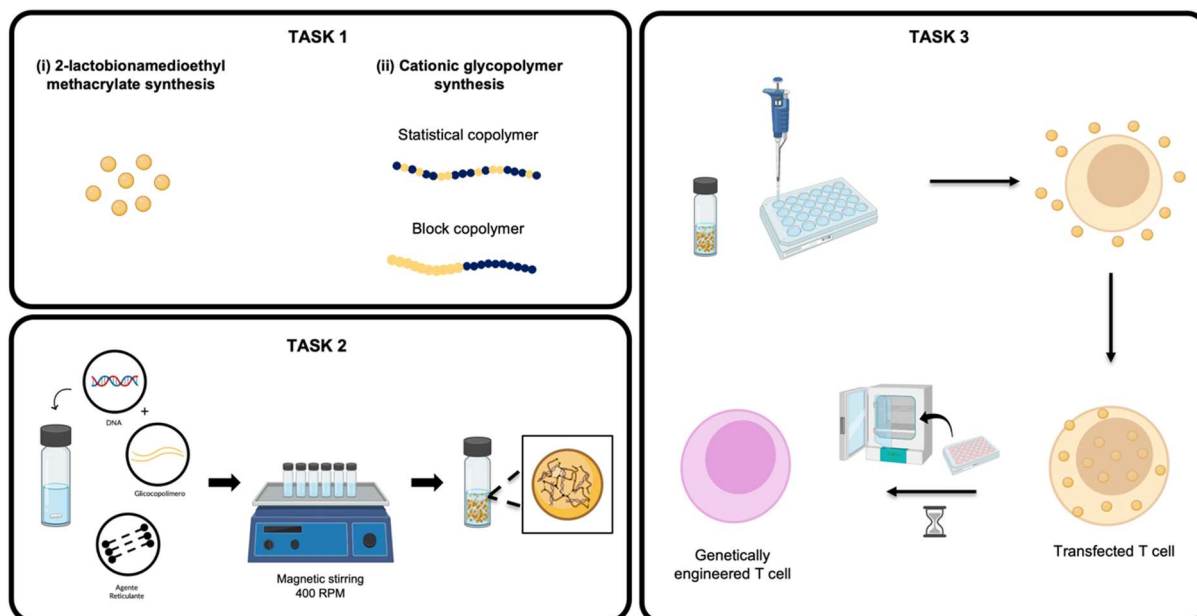 TASK 1
(i) 2-lactobionamedioethyl
methacrylate synthesis
(ii) Cationic glycopolymer
synthesis
Statistical copolymer
Block copolymer
TASK 2
DNA
+
Glicocopolímero
Agente
Reticulante
Magnetic stirring
400 RPM
TASK 3
Genetically
engineered T cell
Transfected T cell